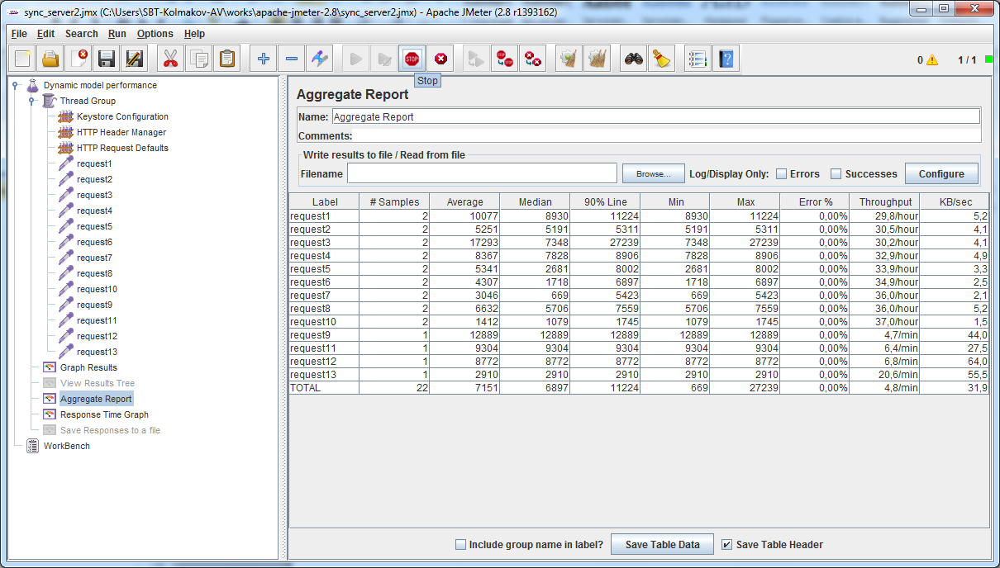 sync_server2.jmx (C:\Users\SBT-Kolmakov-AV\works\apache-jmeter-2.8\sync_server2.jmx) - Apache JMeter (2.8 r1393162)
File Edit Search Run Options Help
STOP
0 1 / 1
Stop
Dynamic model performance
Thread Group
Keystore Configuration
HTTP Header Manager
HTTP Request Defaults
request1
request2
request3
request4
request5
request6
request7
request8
request10
request9
request11
request12
request13
Graph Results
View Results Tree
Aggregate Report
Response Time Graph
Save Responses to a file
WorkBench
Aggregate Report
Name: Aggregate Report
Comments:
Write results to file / Read from file
Filename Browse... Log/Display Only: Errors Successes Configure
Label # Samples Average Median 90% Line Min Max Error % Throughput KB/sec
request1 2 10077 8930 11224 8930 11224 0,00% 29,8/hour 5,2
request2 2 5251 5191 5311 5191 5311 0,00% 30,5/hour 4,1
request3 2 17293 7348 27239 7348 27239 0,00% 30,2/hour 4,1
request4 2 8367 7828 8906 7828 8906 0,00% 32,9/hour 4,9
request5 2 5341 2681 8002 2681 8002 0,00% 33,9/hour 3,3
request6 2 4307 1718 6897 1718 6897 0,00% 34,9/hour 2,5
request7 2 3046 669 5423 669 5423 0,00% 36,0/hour 2,1
request8 2 6632 5706 7559 5706 7559 0,00% 36,0/hour 5,2
request10 2 1412 1079 1745 1079 1745 0,00% 37,0/hour 1,5
request9 1 12889 12889 12889 12889 12889 0,00% 4,7/min 44,0
request11 1 9304 9304 9304 9304 9304 0,00% 6,4/min 27,5
request12 1 8772 8772 8772 8772 8772 0,00% 6,8/min 64,0
request13 1 2910 2910 2910 2910 2910 0,00% 20,6/min 55,5
TOTAL 22 7151 6897 11224 669 27239 0,00% 4,8/min 31,9
Include group name in label? Save Table Data Save Table Header